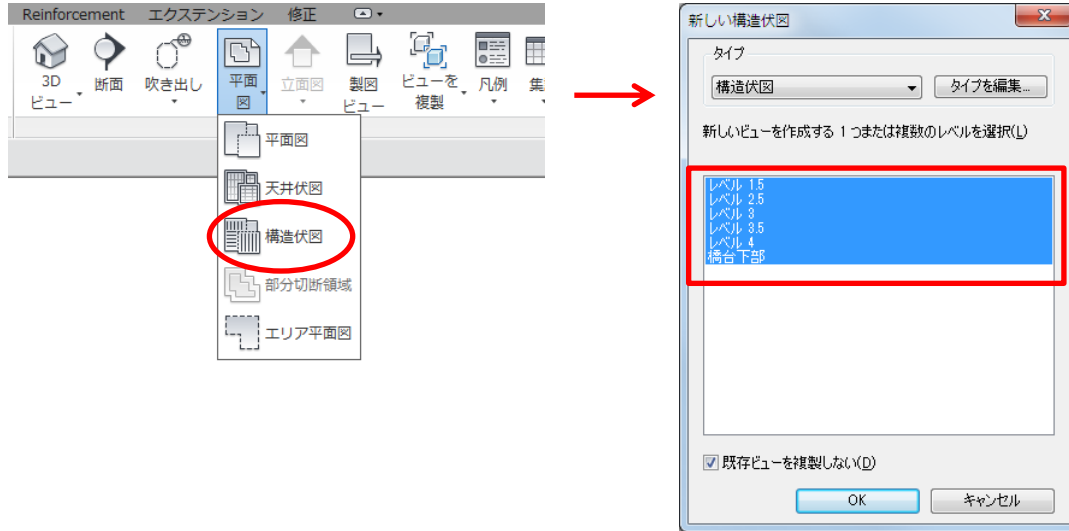 Reinforcement エクステンション 修正
3D
ビュー
断面
吹き出し
平面
図
立面図
製図
ビュー
ビューを
複製
凡例
集
平面図
天井伏図
構造伏図
部分切断領域
エリア平面図
新しい構造伏図
タイプ
構造伏図
タイプを編集...
新しいビューを作成する 1 つまたは複数のレベルを選択(L)
レベル 1.5
レベル 2.5
レベル 3
レベル 3.5
レベル 4
橋台下部
既存ビューを複製しない(D)
OK
キャンセル